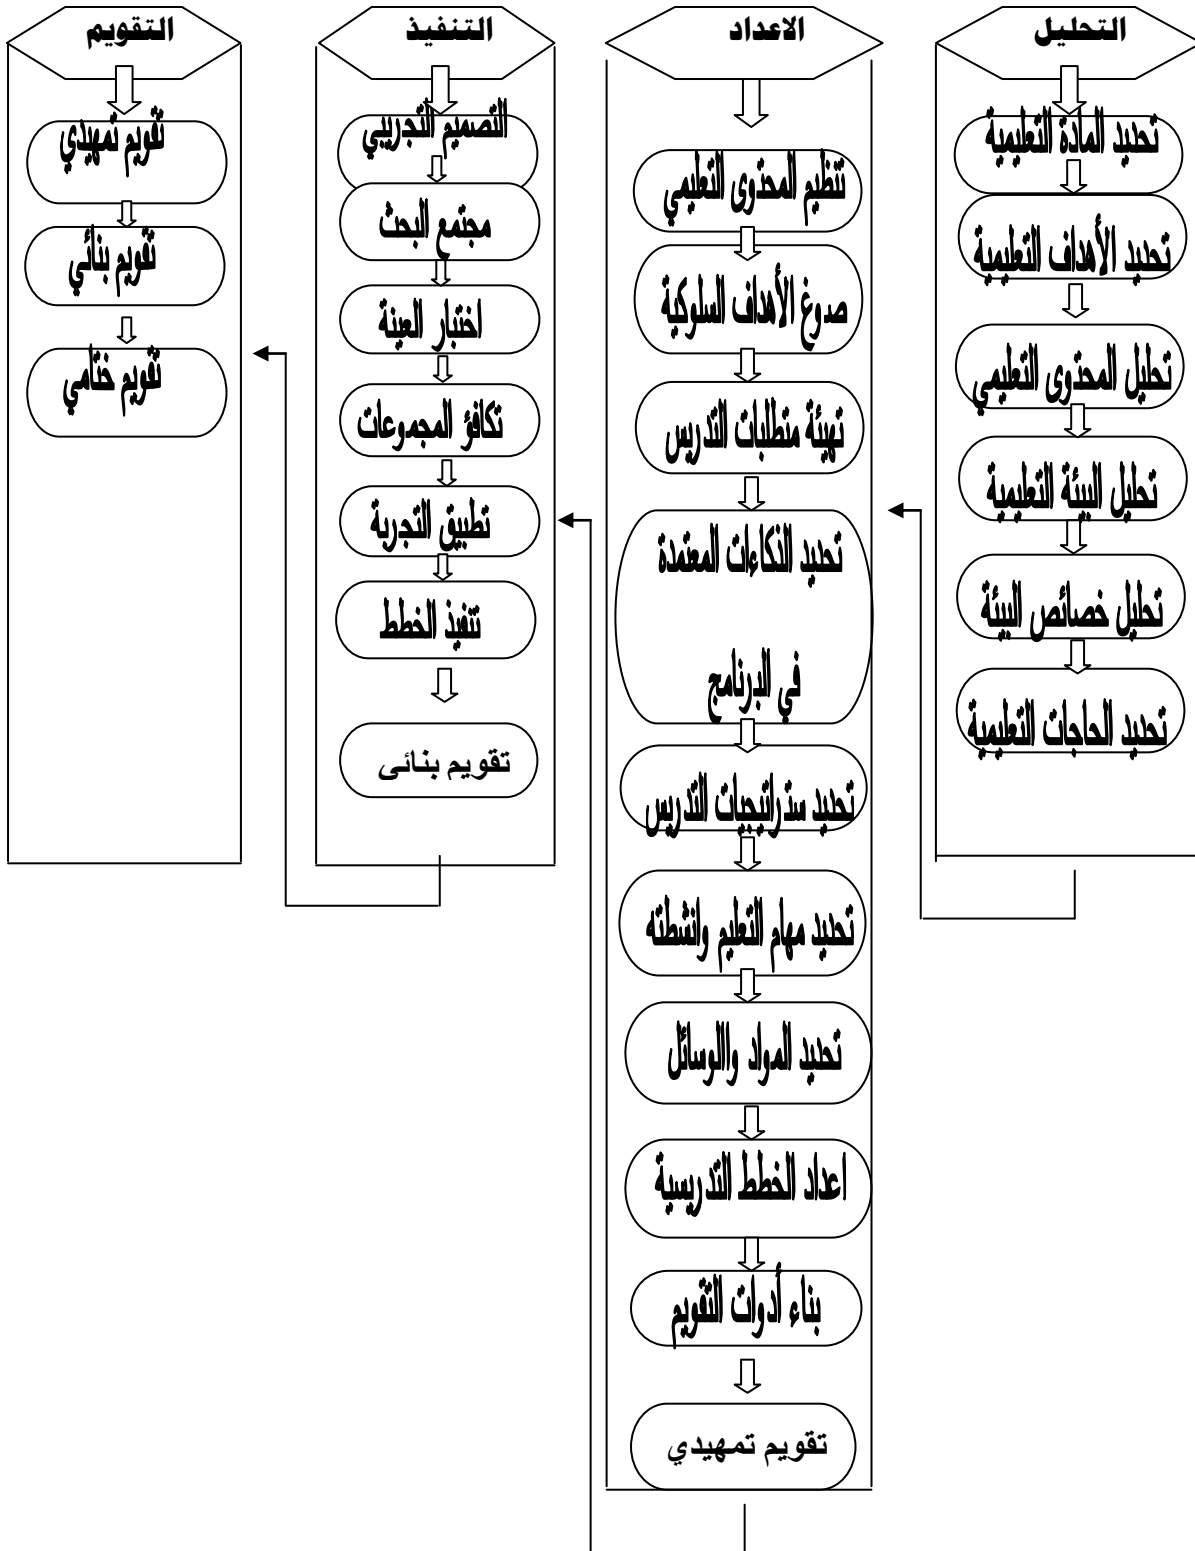 التحليل
تحديد المادة التعليمية
تحديد الأهداف التعليمية
تحليل المحتوى التعليمي
تحليل البيئة التعليمية
تحليل خصائص البيئة
تحديد الحاجات التعليمية
الاعداد
تنظيم المحتوى التعليمي
صوغ الأهداف السلوكية
تهيئة متطلبات التدريس
تحديد الذكاءات المعتمدة
في البرنامج
تحديد ستراتيجيات التدريس
تحديد مهام التعليم وانشطته
تحديد المواد واالوسائل
اعداد الخطط التدريسية
بناء أدوات التقويم
تقويم تمهيدي
التنفيذ
التصميم التجريبي
مجتمع البحث
اختبار العينة
تكافؤ المجموعات
تطبيق التجربة
تنفيذ الخطط
تقويم بنائى
التقويم
تقويم تمهيدي
تقويم بنائي
تقويم ختامي